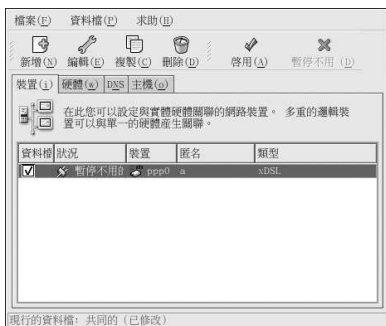 檔案(F) 資料檔(P) 求助(H)
新增(N) 編輯(E) 複製(C) 刪除(D) 啓用(A) 暫停不用 (D)
裝置(i) 硬體(w) DNS 主機(o)
在此您可以設定與實體硬體關聯的網路裝置。 多重的邏輯裝
置可以與單一的硬體產生關聯。
資料檔 狀況 裝置 匿名 類型
暫停不用的 ppp0 a xDSL
現行的資料檔: 共同的 (已修改)